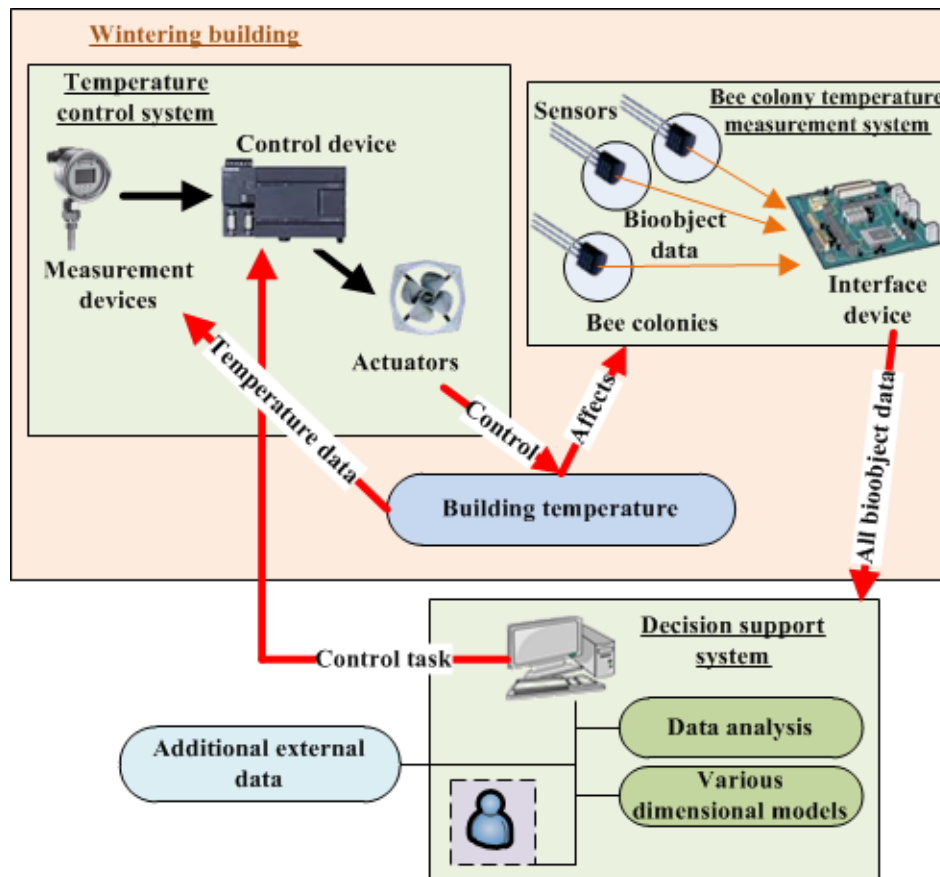 Wintering building
Temperature
control system
Control device
Measurement
devices
Actuators
Bee colony temperature
measurement system
Sensors
Bioobject
data
Interface
device
Bee colonies
Temperature data
Control
Affects
All bioobject data
Building temperature
Decision support
system
Control task
Data analysis
Additional external
data
Various
dimensional models